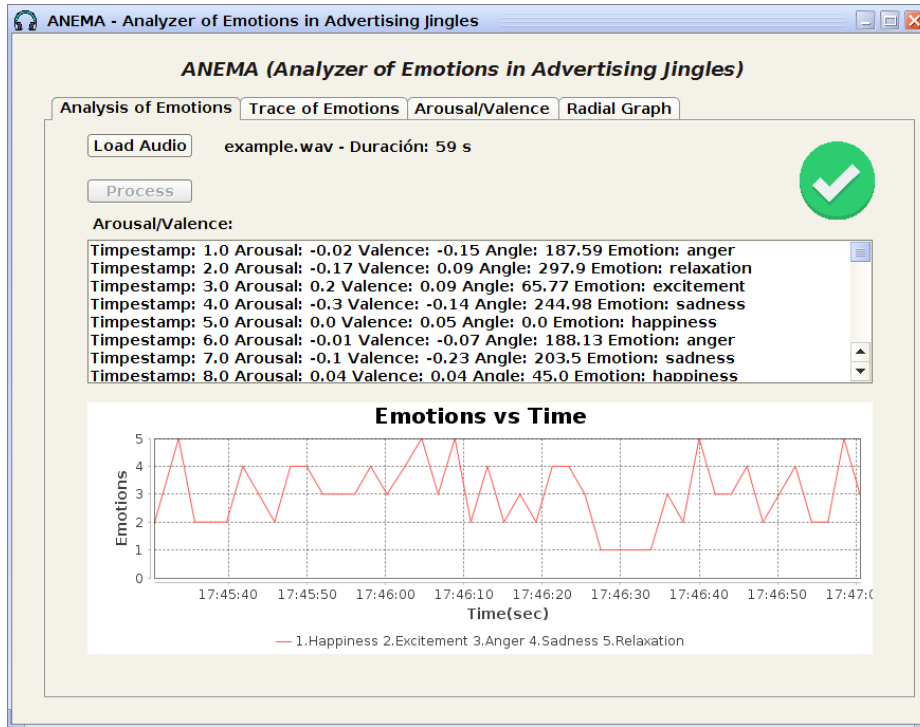 ANEMA - Analyzer of Emotions in Advertising Jingles
ANEMA (Analyzer of Emotions in Advertising Jingles)
Analysis of Emotions Trace of Emotions Arousal/Valence Radial Graph
Load Audio example.wav - Duración: 59 s
Process
Arousal/Valence:
Timpestamp: 1.0 Arousal: -0.02 Valence: -0.15 Angle: 187.59 Emotion: anger
Timpestamp: 2.0 Arousal: -0.17 Valence: 0.09 Angle: 297.9 Emotion: relaxation
Timpestamp: 3.0 Arousal: 0.2 Valence: 0.09 Angle: 65.77 Emotion: excitement
Timpestamp: 4.0 Arousal: -0.3 Valence: -0.14 Angle: 244.98 Emotion: sadness
Timpestamp: 5.0 Arousal: 0.0 Valence: 0.05 Angle: 0.0 Emotion: happiness
Timpestamp: 6.0 Arousal: -0.01 Valence: -0.07 Angle: 188.13 Emotion: anger
Timpestamp: 7.0 Arousal: -0.1 Valence: -0.23 Angle: 203.5 Emotion: sadness
Timpestamp: 8.0 Arousal: 0.04 Valence: 0.04 Angle: 45.0 Emotion: happiness
Emotions vs Time
Emotions
5
4
3
2
1
0
17:45:40 17:45:50 17:46:00 17:46:10 17:46:20 17:46:30 17:46:40 17:46:50 17:47:0
Time(sec)
1.Happiness 2.Excitement 3.Anger 4.Sadness 5.Relaxation